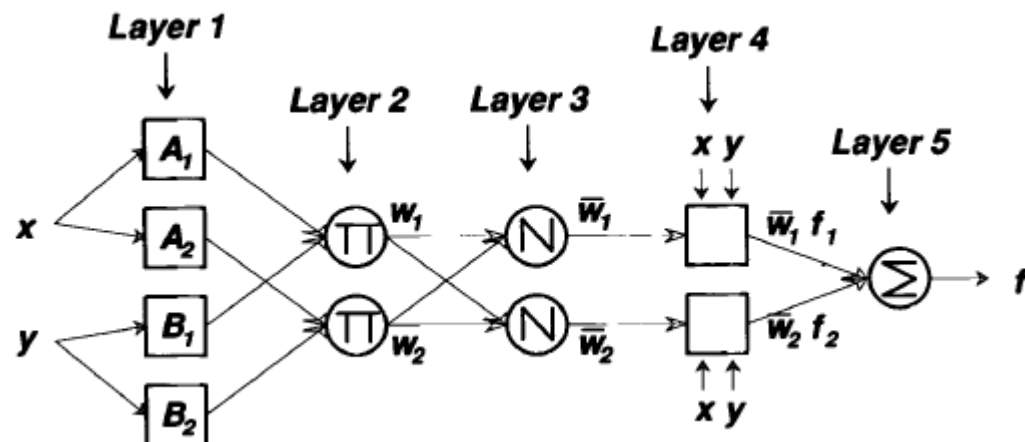 Layer 1
Layer 4
Layer 2
Layer 3
x y
Layer 5
A₁
x
A₂
Π
w₁
N
w̅₁
w̅₁ f₁
Σ
f
y
B₁
Π
w₂
N
w̅₂
w̅₂ f₂
B₂
x y